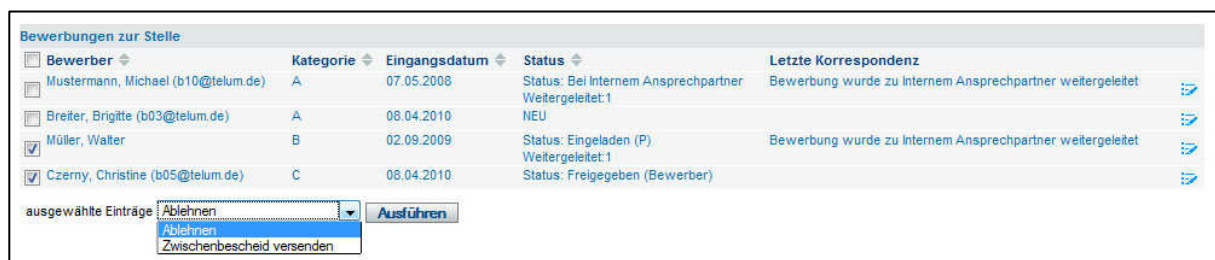 Bewerbungen zur Stelle
Bewerber Kategorie Eingangsdatum Status Letzte Korrespondenz
Mustermann, Michael (b10@telum.de) A 07.05.2008 Status: Bei Internem Ansprechpartner Bewerbung wurde zu Internem Ansprechpartner weitergeleitet
Weitergeleitet:1
Breiter, Brigitte (b03@telum.de) A 08.04.2010 NEU
Müller, Walter B 02.09.2009 Status: Eingeladen (P) Bewerbung wurde zu Internem Ansprechpartner weitergeleitet
Weitergeleitet:1
Czerny, Christine (b05@telum.de) C 08.04.2010 Status: Freigegeben (Bewerber)
ausgewählte Einträge Ablehnen Ausführen
Ablehnen
Zwischenbescheid versenden